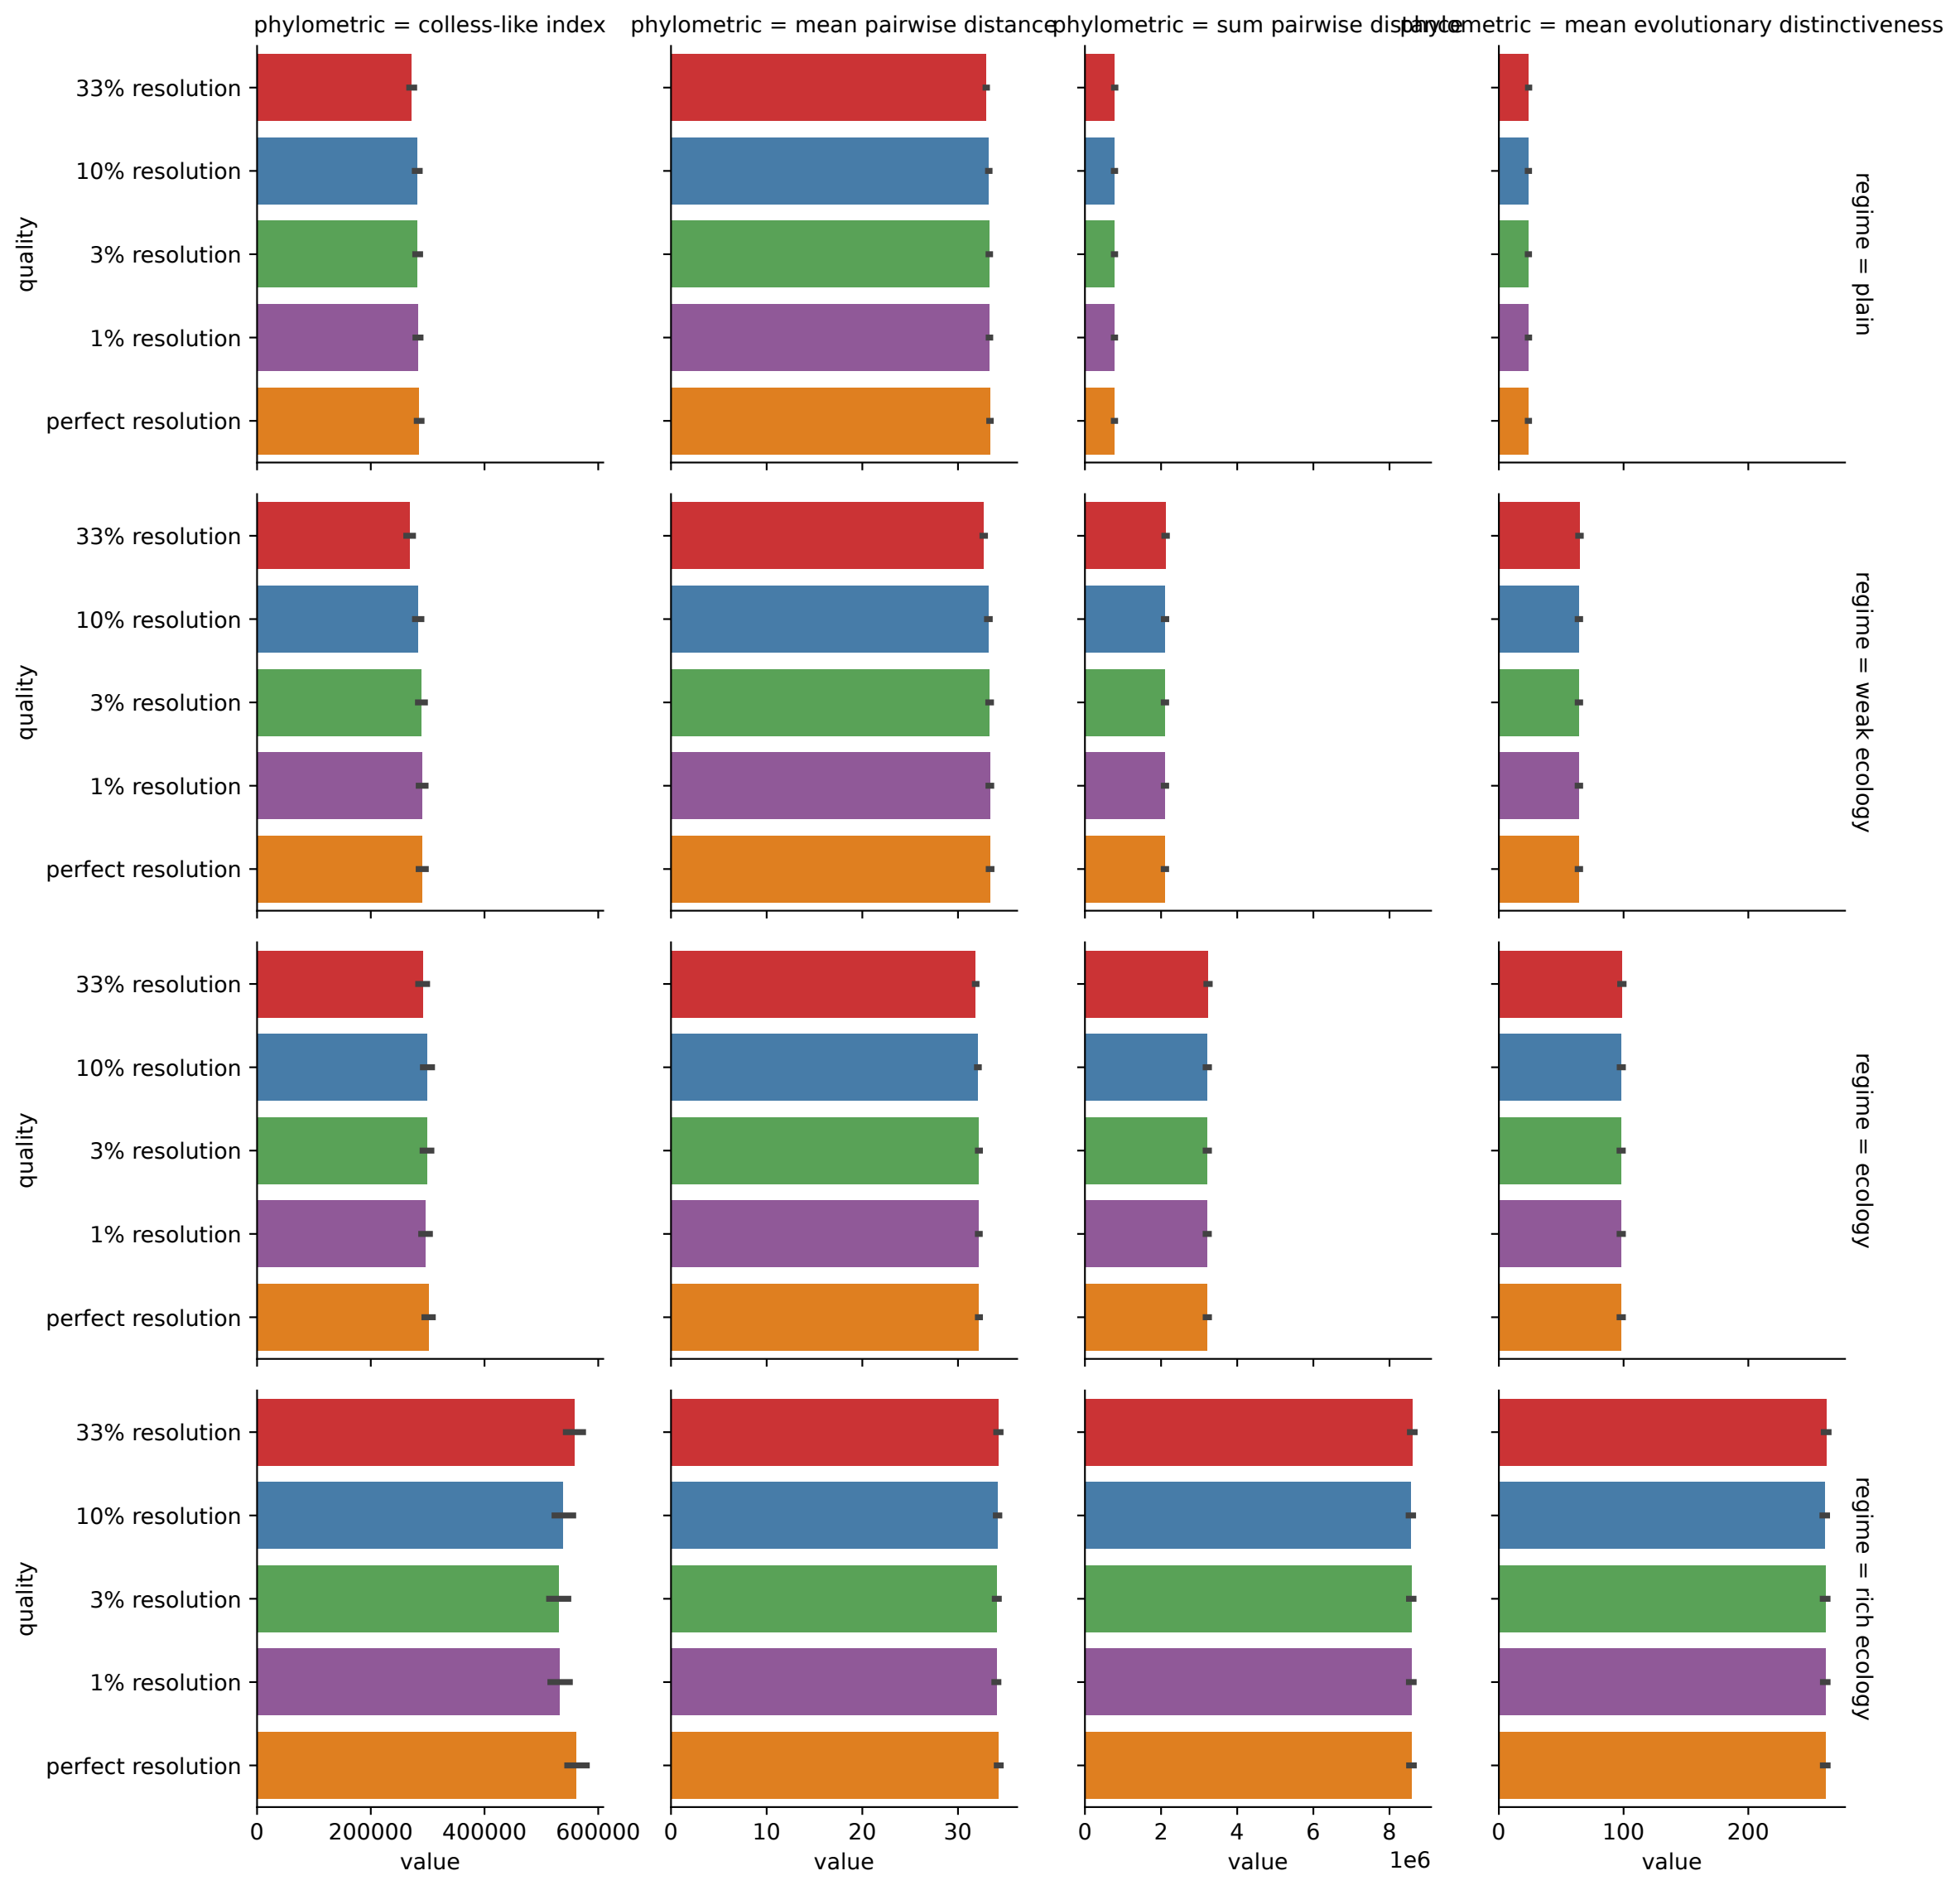 phylometric = colless-like index
phylometric = mean pairwise distance
phylometric = sum pairwise distance
phylometric = mean evolutionary distinctiveness
quality
33% resolution
10% resolution
3% resolution
1% resolution
perfect resolution
regime = plain
quality
33% resolution
10% resolution
3% resolution
1% resolution
perfect resolution
regime = weak ecology
quality
33% resolution
10% resolution
3% resolution
1% resolution
perfect resolution
regime = ecology
quality
33% resolution
10% resolution
3% resolution
1% resolution
perfect resolution
regime = rich ecology
0 200000 400000 600000
value
0 10 20 30
value
0 2 4 6 8
1e6
value
0 100 200
value